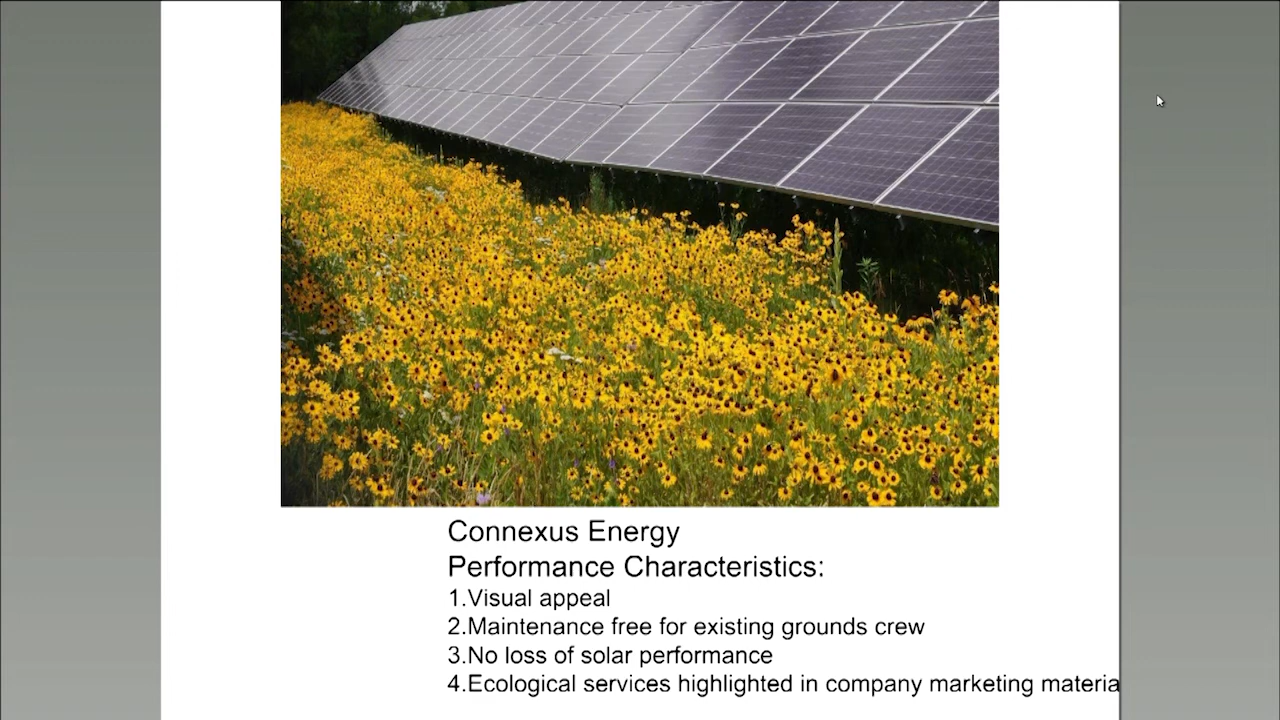 Connexus Energy
Performance Characteristics:
1.Visual appeal
2.Maintenance free for existing grounds crew
3.No loss of solar performance
4.Ecological services highlighted in company marketing materia